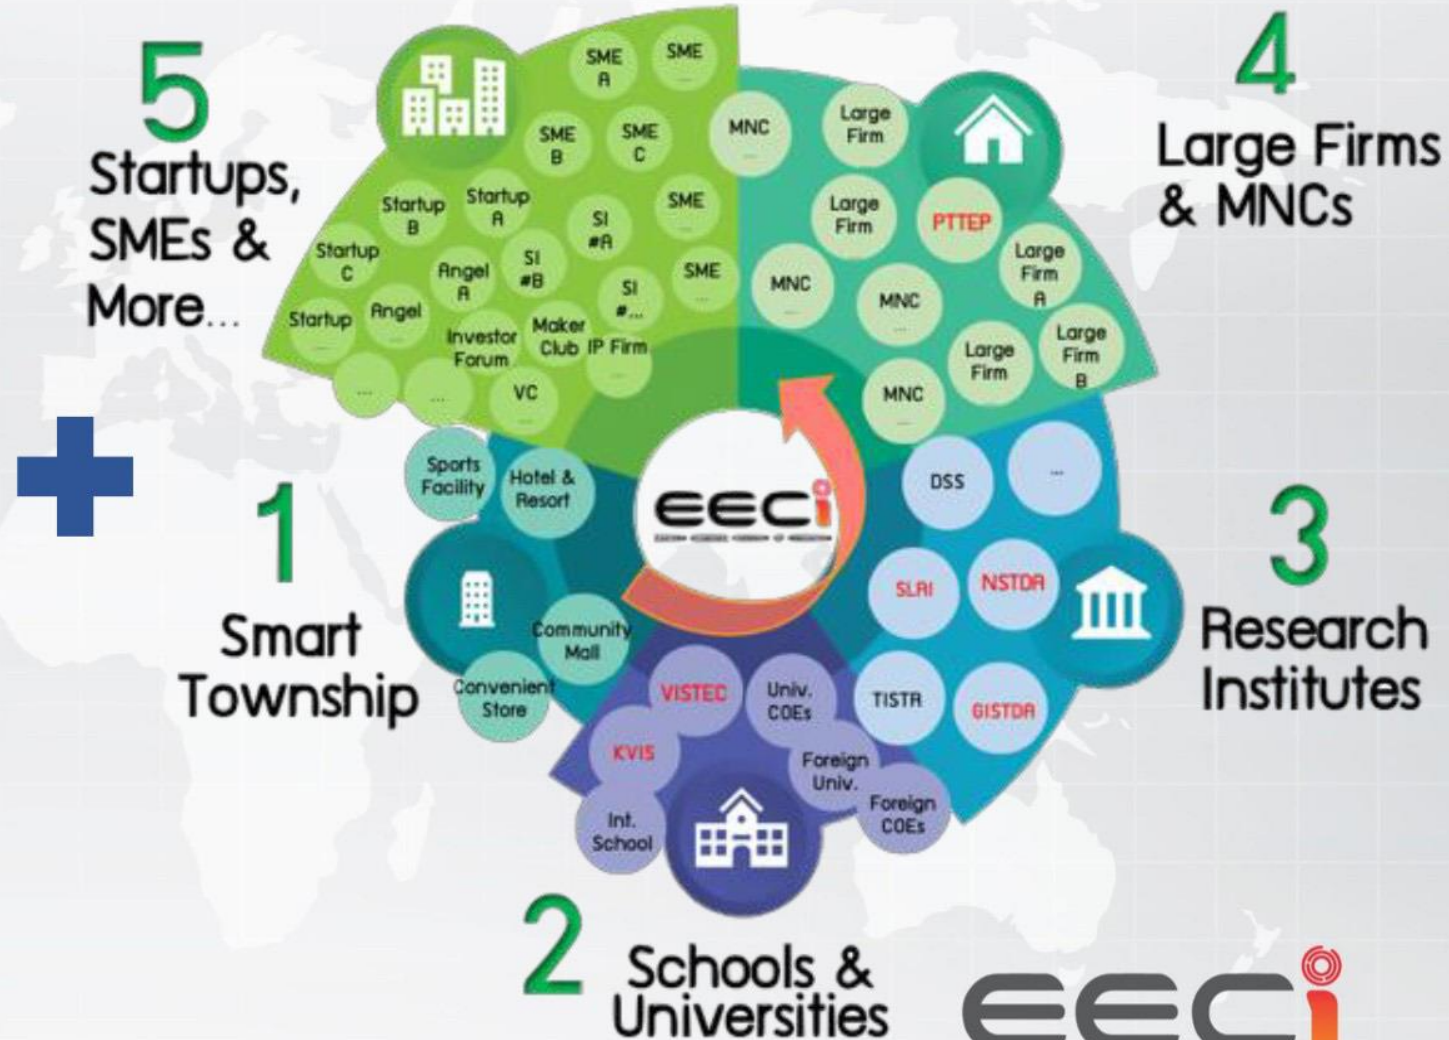 5
Startups,
SMEs &
More...
SME
A
SME
...
SME
B
SME
C
Startup
B
Startup
A
SI
#A
SME
...
Startup
C
Angel
A
SI
#B
SI
#...
SME
...
Startup
...
Angel
...
Investor
Forum
Maker
Club
IP Firm
...
...
...
VC
...
4
Large Firms
& MNCs
MNC
...
Large
Firm
Large
Firm
PTTEP
MNC
...
MNC
...
Large
Firm
A
Large
Firm
Large
Firm
B
MNC
...
1
Smart
Township
Sports
Facility
Hotel &
Resort
Community
Mall
Convenient
Store
eeci
3
Research
Institutes
DSS
...
SLRI
NSTDA
TISTR
GISTDA
VISTEC
Univ.
COEs
KVIS
Foreign
Univ.
Int.
School
Foreign
COEs
2
Schools &
Universities
eeci